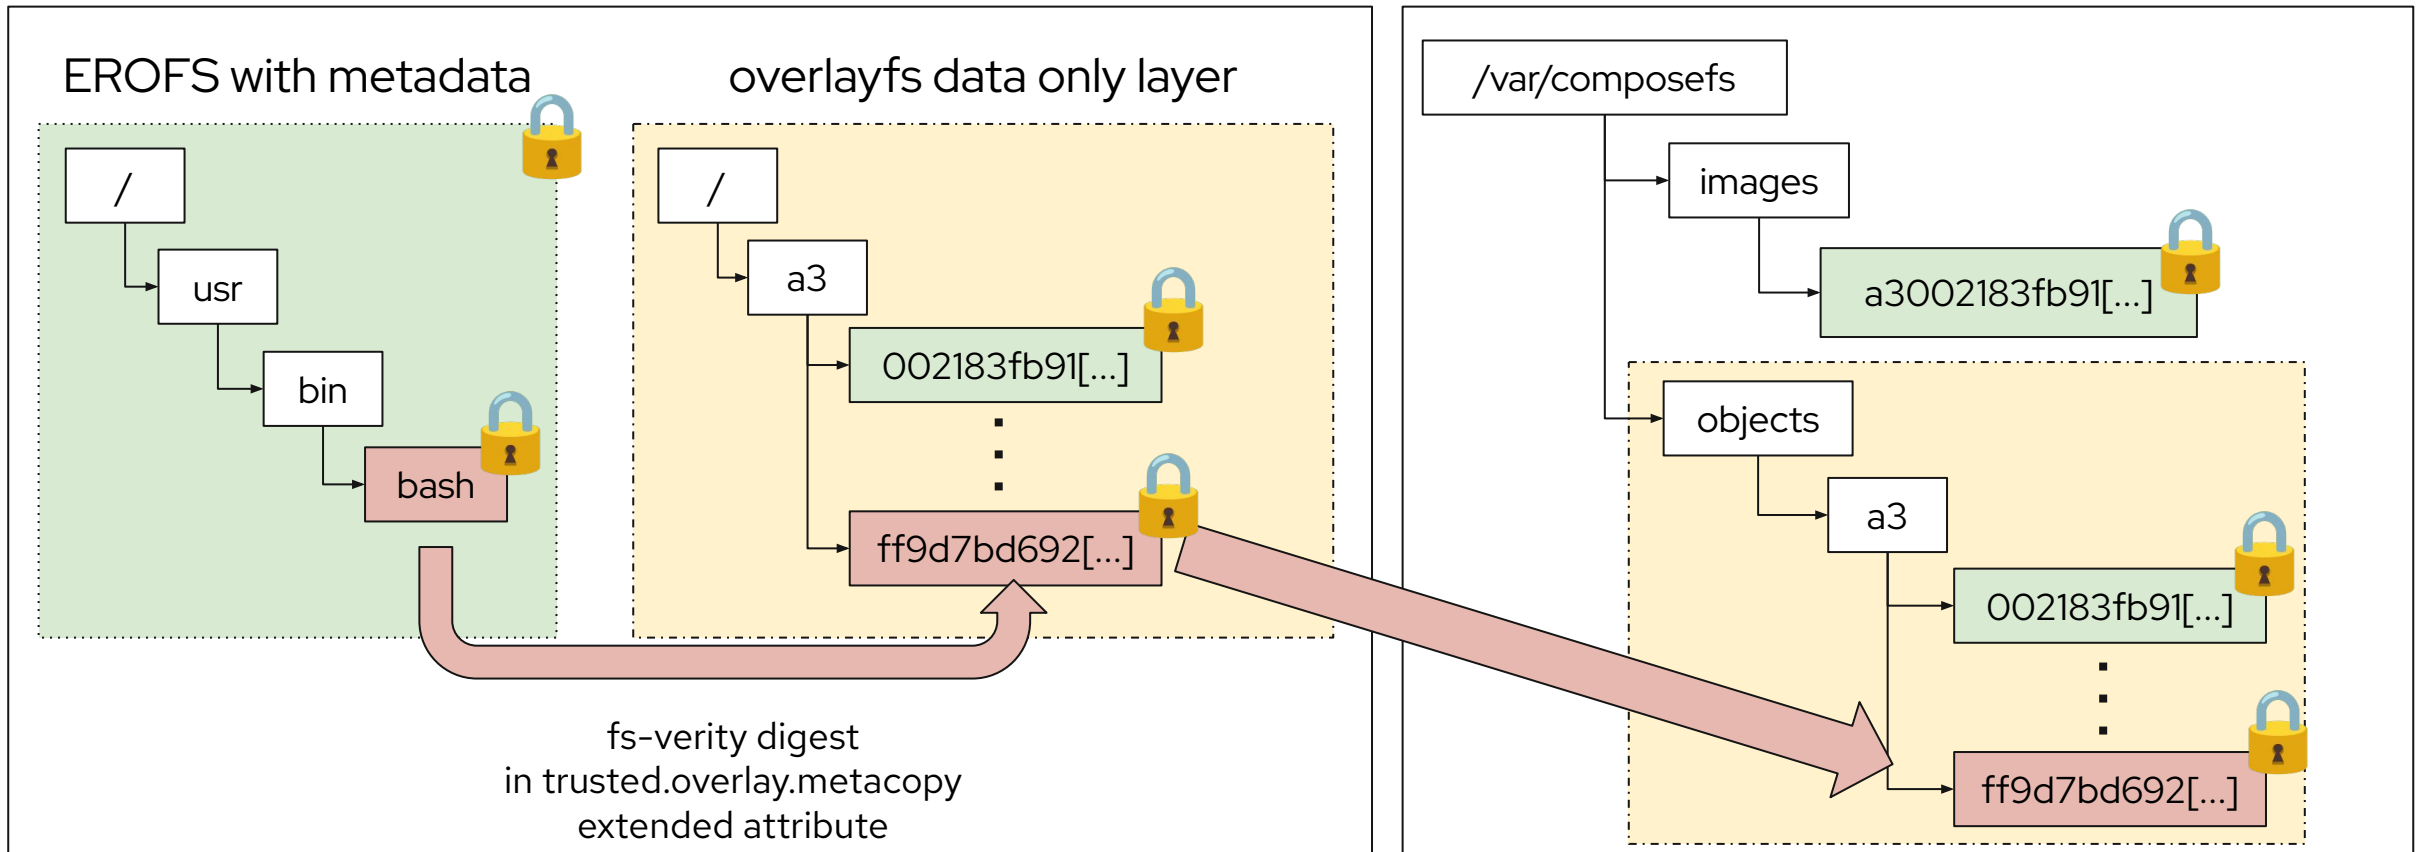 EROFS with metadata
/
usr
bin
bash
overlayfs data only layer
/
a3
002183fb91[...]
ff9d7bd692[...]
fs-verity digest
in trusted.overlay.metacopy
extended attribute
/var/composefs
images
a3002183fb91[...]
objects
a3
002183fb91[...]
ff9d7bd692[...]